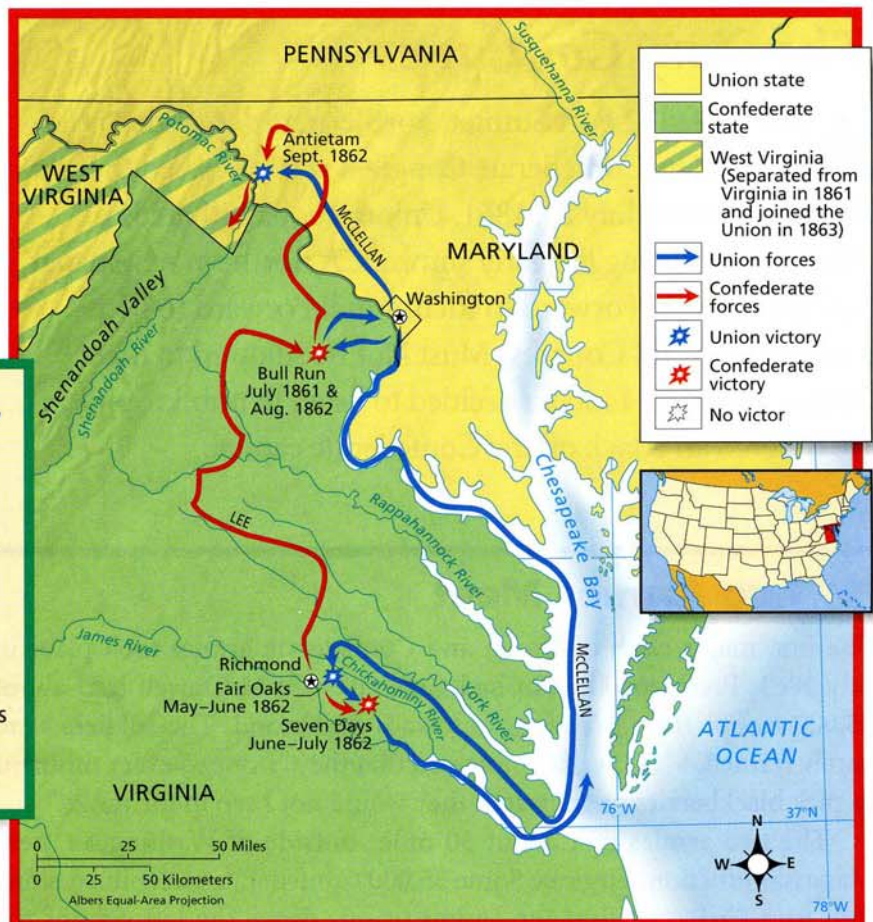 PENNSYLVANIA
Susquehanna River
Potomac River
Antietam
Sept. 1862
WEST
VIRGINIA
McCLELLAN
MARYLAND
Washington
Shenandoah Valley
Shenandoah River
Bull Run
July 1861 &
Aug. 1862
Rappahannock River
Chesapeake Bay
LEE
McCLELLAN
James River
Richmond
Fair Oaks
May–June 1862
Chickahominy River
York River
Seven Days
June–July 1862
ATLANTIC
OCEAN
VIRGINIA
76°W
37°N
78°W
0 25 50 Miles
0 25 50 Kilometers
Albers Equal-Area Projection
N
W E
S
Union state
Confederate
state
West Virginia
(Separated from
Virginia in 1861
and joined the
Union in 1863)
Union forces
Confederate
forces
Union victory
Confederate
victory
No victor